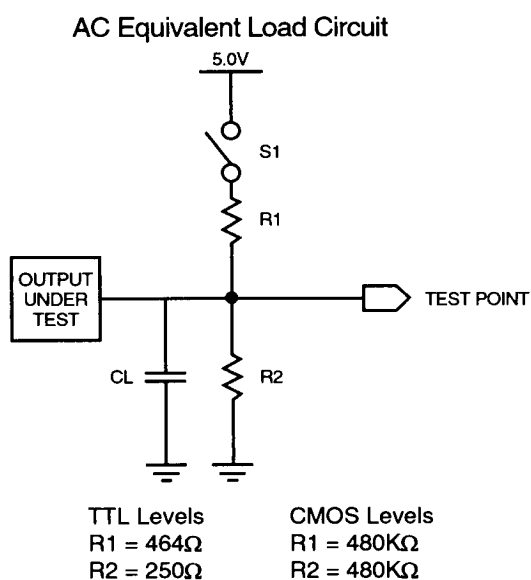 AC Equivalent Load Circuit
5.0V
S1
R1
OUTPUT
UNDER
TEST
TEST POINT
CL
R2
TTL Levels
R1 = 464Ω
R2 = 250Ω
CMOS Levels
R1 = 480KΩ
R2 = 480KΩ